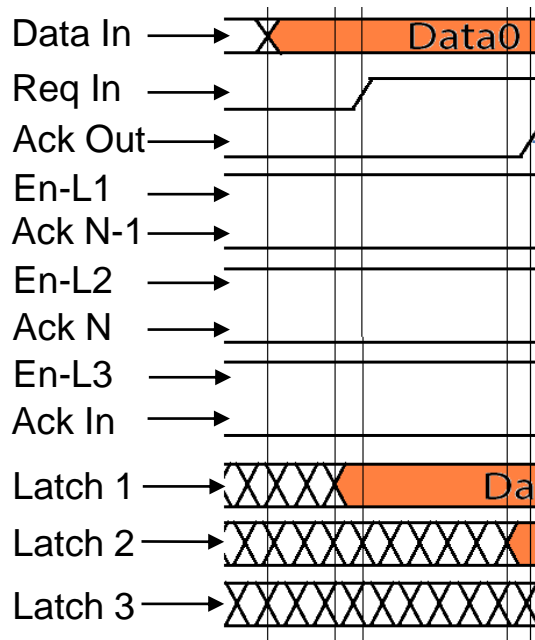 Data In
Data0
Req In
Ack Out
En-L1
Ack N-1
En-L2
Ack N
En-L3
Ack In
Latch 1
Da
Latch 2
Latch 3